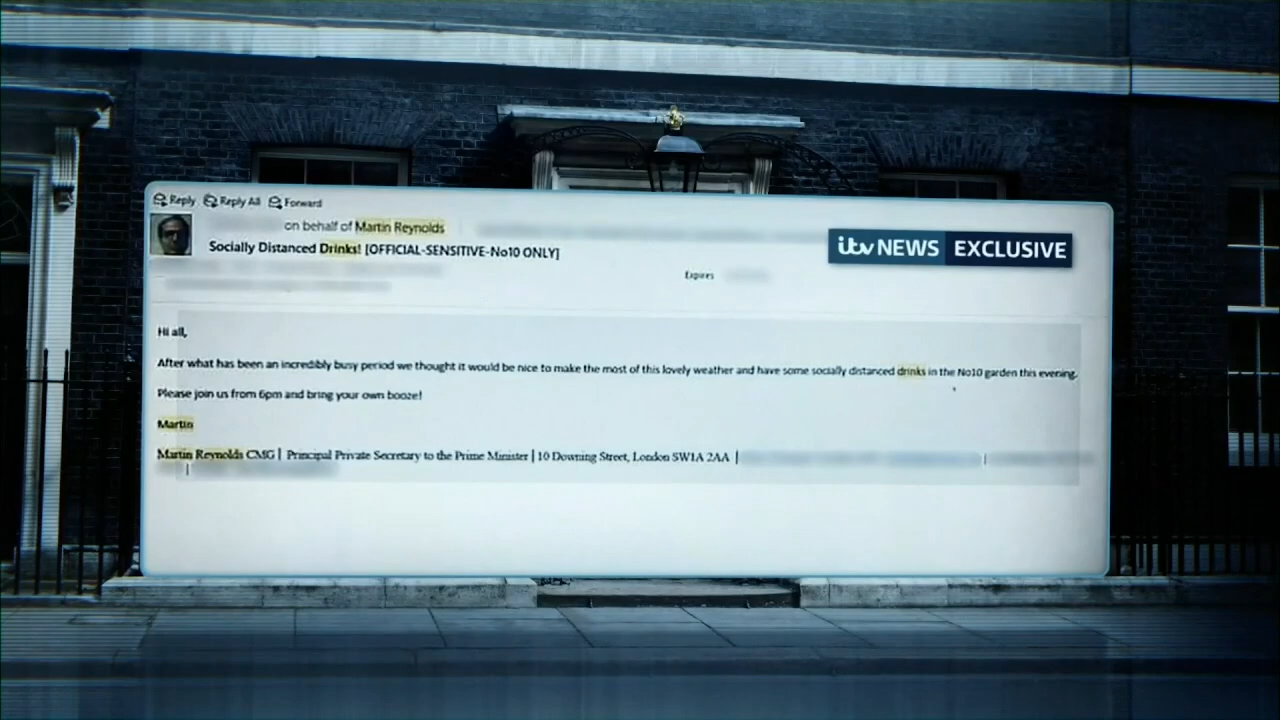 Reply Reply All Forward
on behalf of Martin Reynolds
Socially Distanced Drinks! [OFFICIAL-SENSITIVE-No10 ONLY]
itv NEWS EXCLUSIVE
Expires
Hi all,
After what has been an incredibly busy period we thought it would be nice to make the most of this lovely weather and have some socially distanced drinks in the No10 garden this evening.
Please join us from 6pm and bring your own booze!
Martin
Martin Reynolds CMG | Principal Private Secretary to the Prime Minister | 10 Downing Street, London SW1A 2AA |